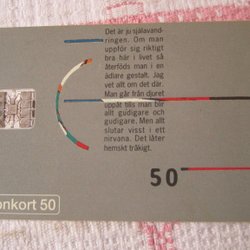 Det är ju själavand-
ringen. Om man
uppför sig riktigt
bra här i livet så
återföds man i en
ädlare gestalt. Jag
vet allt om det där.
Man går från djuret
uppåt tills man blir
allt gudigare och
gudigare. Men allt
slutar visst i ett
nirvana. Det låter
hemskt tråkigt.
50
onkort 50